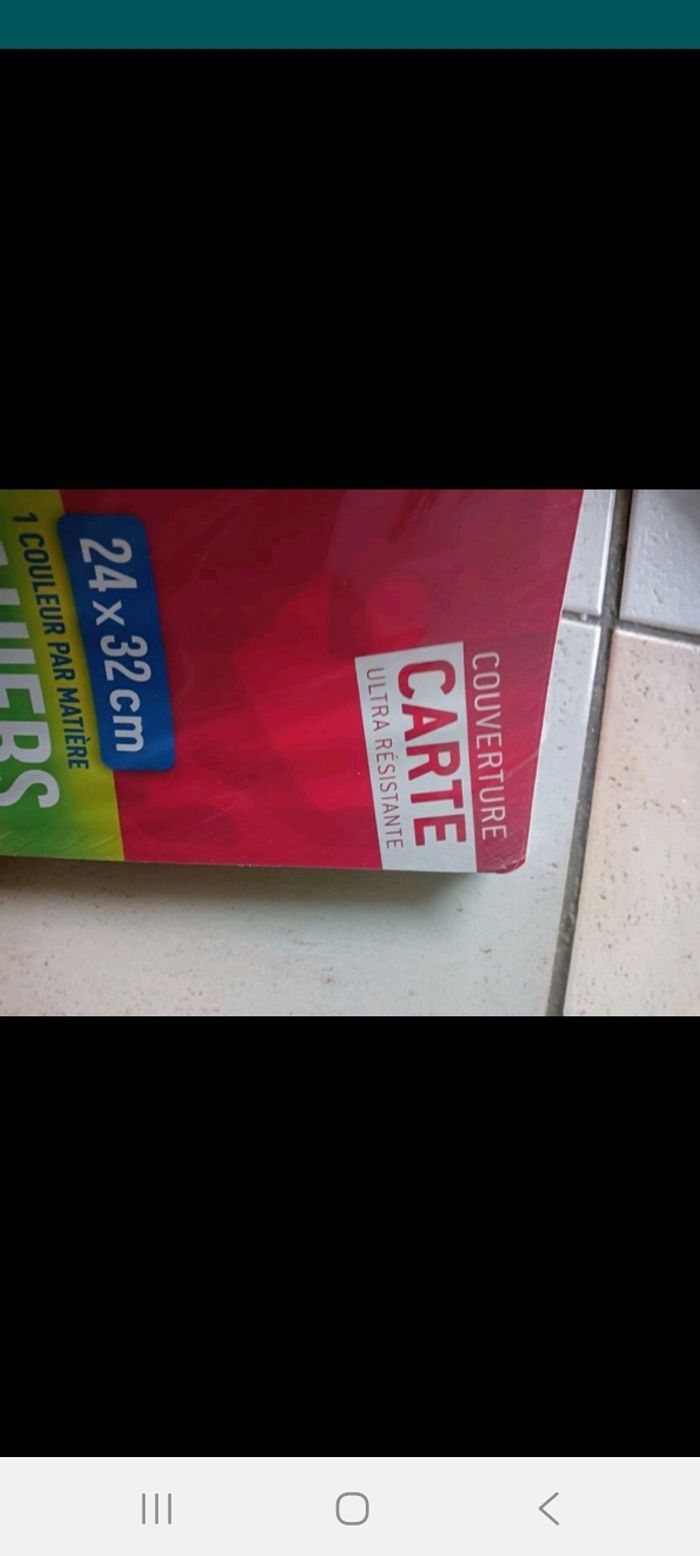 COUVERTURE
CARTE
ULTRA RÉSISTANTE
24 x 32 cm
1 COULEUR PAR MATIÈRE